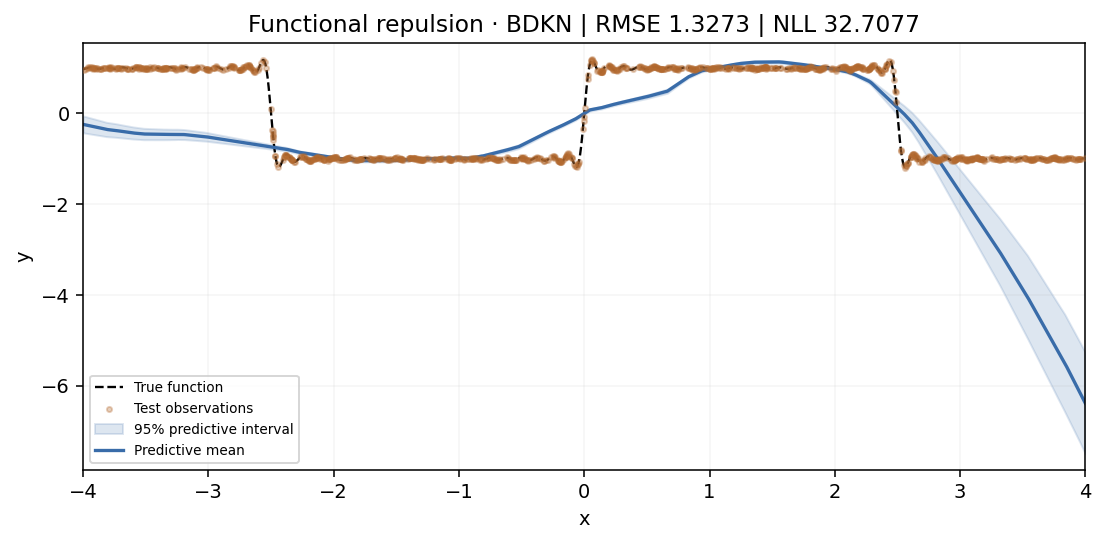 Functional repulsion · BDKN | RMSE 1.3273 | NLL 32.7077
y
0
−2
−4
−6
True function
Test observations
95% predictive interval
Predictive mean
−4 −3 −2 −1 0 1 2 3 4
x